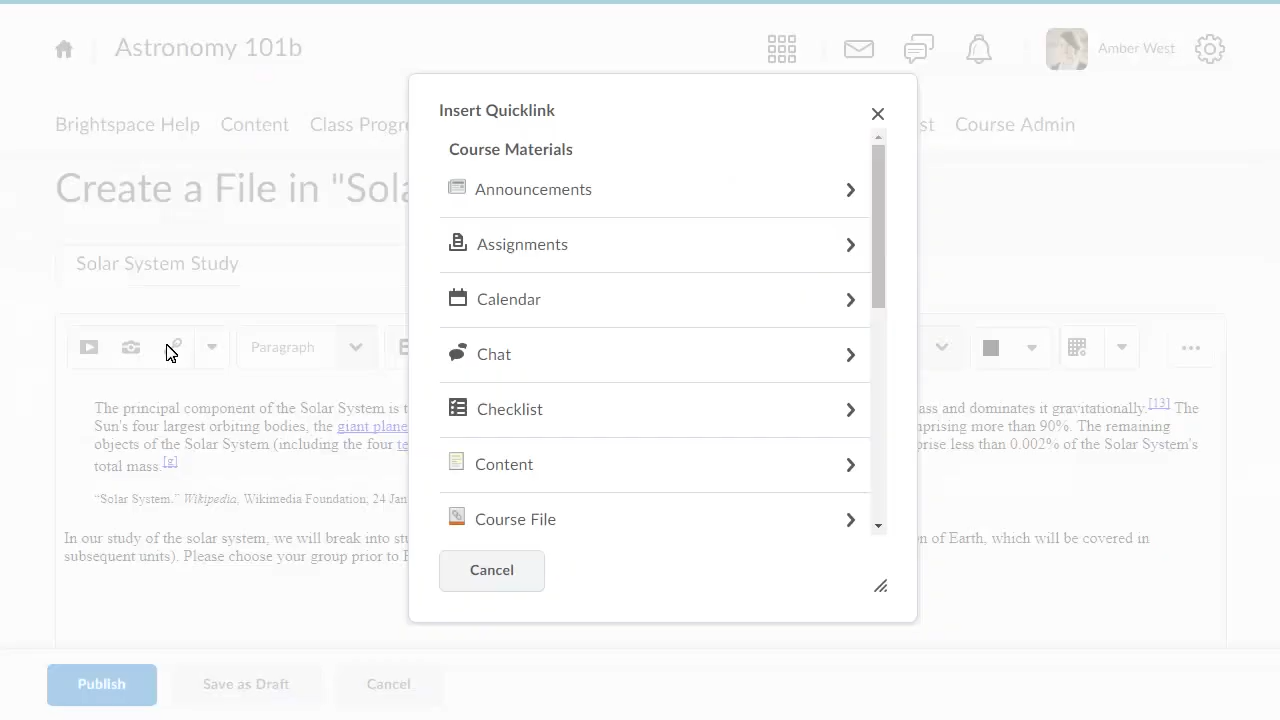 Astronomy 101b
Amber West
Brightspace Help Content Class Progre st Course Admin
Create a File in "Sola
Solar System Study
Paragraph
The principal component of the Solar System is t ass and dominates it gravitationally.[13] The
Sun's four largest orbiting bodies, the giant plane prising more than 90%. The remaining
objects of the Solar System (including the four te prise less than 0.002% of the Solar System's
total mass.[g]
“Solar System.” Wikipedia, Wikimedia Foundation, 24 Jan
In our study of the solar system, we will break into stu n of Earth, which will be covered in
subsequent units). Please choose your group prior to F
Insert Quicklink
Course Materials
Announcements
Assignments
Calendar
Chat
Checklist
Content
Course File
Cancel
Publish Save as Draft Cancel